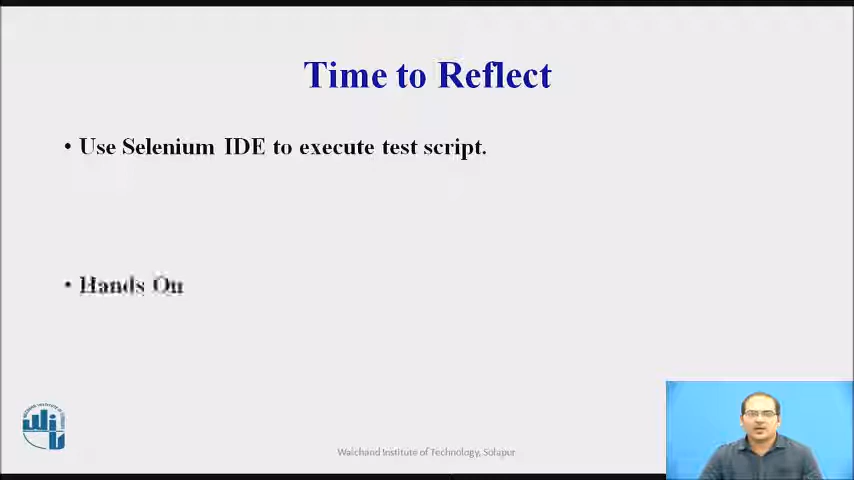 Time to Reflect
• Use Selenium IDE to execute test script.
• Hands On
Walchand Institute of Technology, Solapur